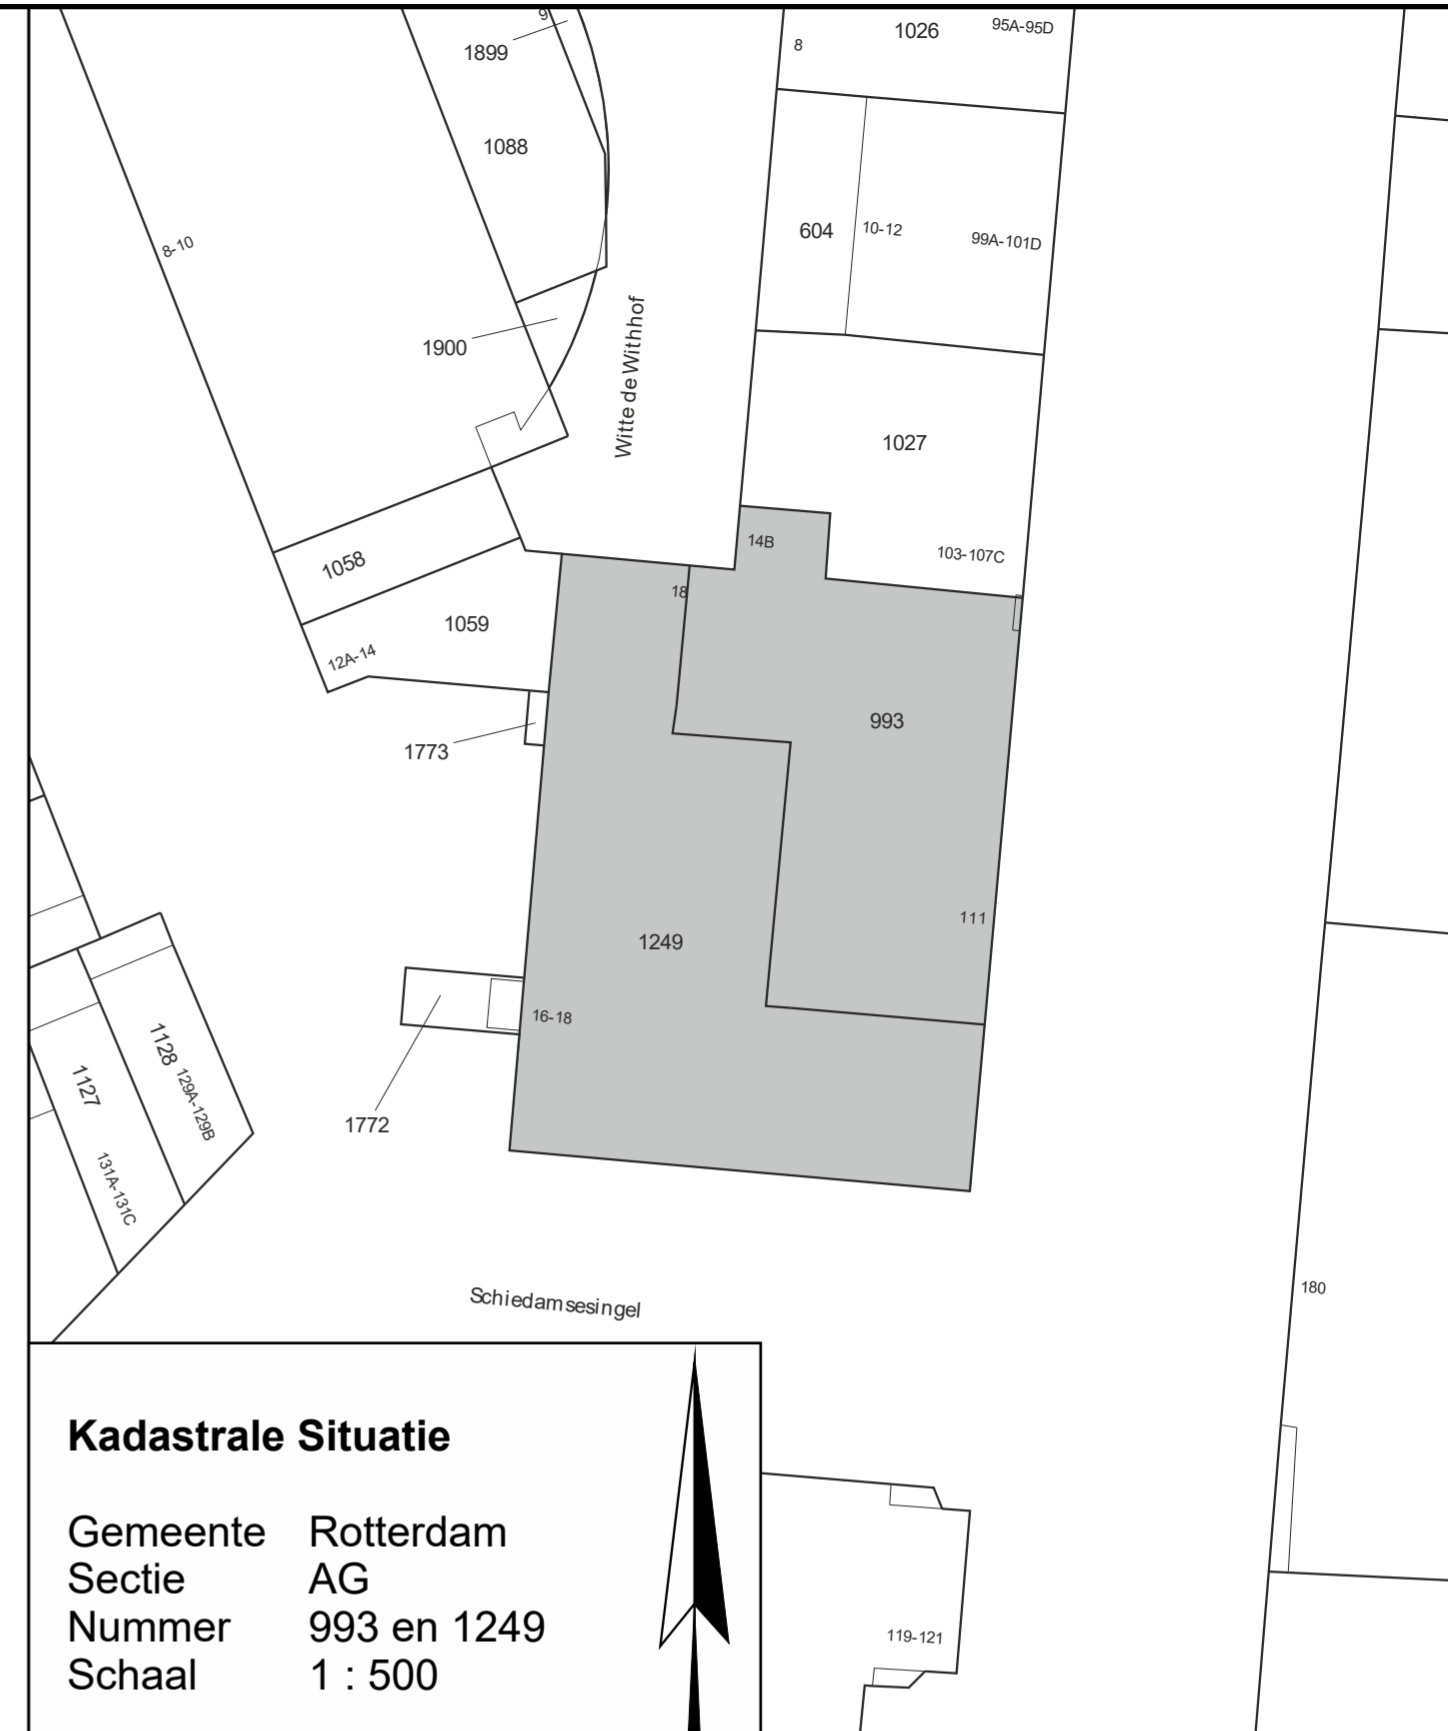 9
1899
8
1026
95A-95D
1088
604
10-12
99A-101D
8-10
1900
Witte de Withhof
1027
14B
103-107C
1058
18
1059
12A-14
993
1773
111
1249
16-18
1128
129A-129B
1127
131A-131C
1772
180
Schiedamsesingel
Kadastrale Situatie
Gemeente Rotterdam
Sectie AG
Nummer 993 en 1249
Schaal 1 : 500
119-121